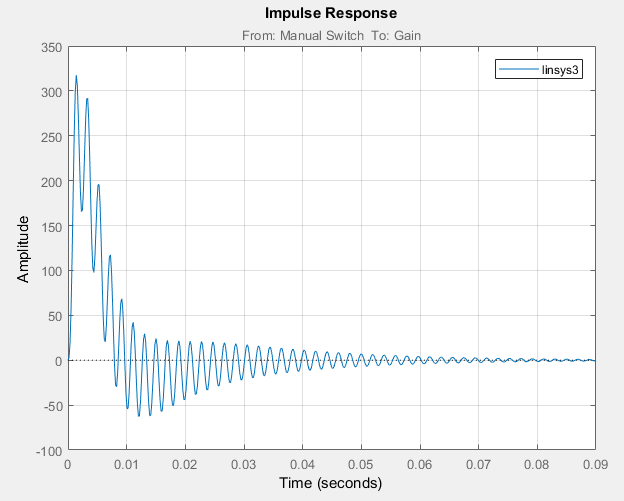 Impulse Response
From: Manual Switch To: Gain
350
300
250
200
150
100
50
0
-50
-100
Amplitude
linsys3
0 0.01 0.02 0.03 0.04 0.05 0.06 0.07 0.08 0.09
Time (seconds)